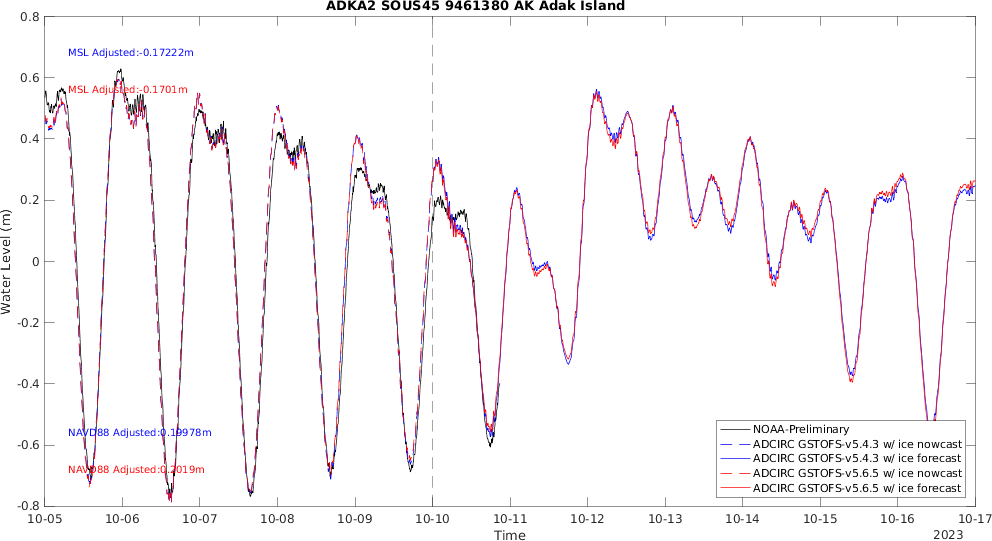 ADKA2 SOUS45 9461380 AK Adak Island
0.8
MSL Adjusted:-0.17222m
0.6
MSL Adjusted:-0.1701m
0.4
0.2
Water Level (m)
0
-0.2
-0.4
NAVD88 Adjusted:0.19978m
-0.6
NAVD88 Adjusted:0.2019m
-0.8
NOAA-Preliminary
ADCIRC GSTOFS-v5.4.3 w/ ice nowcast
ADCIRC GSTOFS-v5.4.3 w/ ice forecast
ADCIRC GSTOFS-v5.6.5 w/ ice nowcast
ADCIRC GSTOFS-v5.6.5 w/ ice forecast
10-05 10-06 10-07 10-08 10-09 10-10 10-11 10-12 10-13 10-14 10-15 10-16 10-17
Time
2023